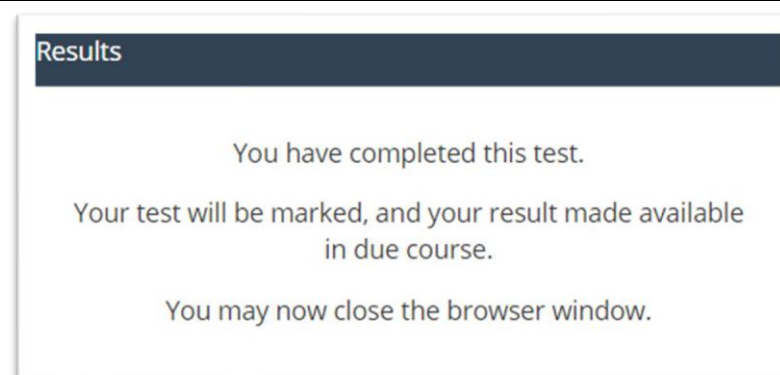 Results
You have completed this test.
Your test will be marked, and your result made available
in due course.
You may now close the browser window.